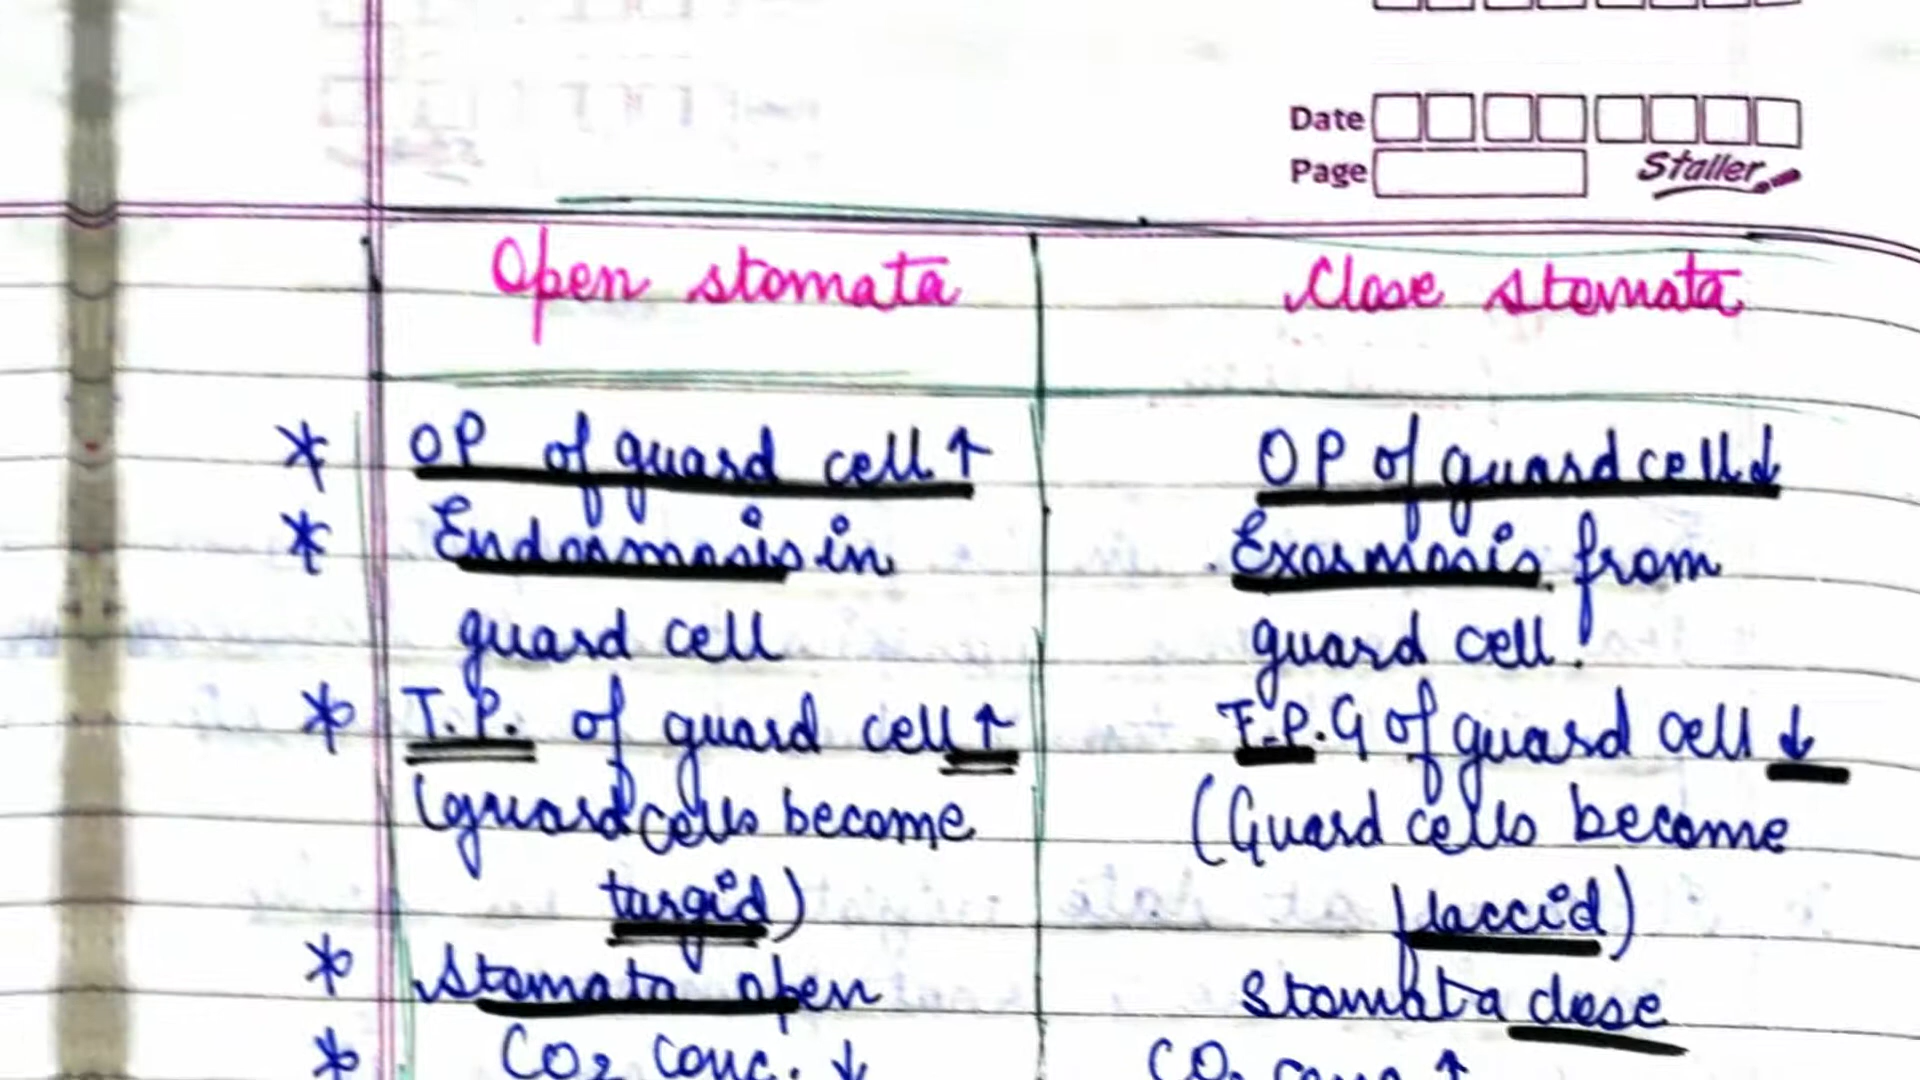 Date
Page
Staller
Open stomata
Close stomata
* OP of guard cell ↑
OP of guard cell ↓
* Endosmosis in
guard cell
Exosmosis from
guard cell.
* T.P. of guard cell ↑
(guard cells become
turgid)
T.P. G of guard cell ↓
(Guard cells become
flaccid)
* Stomata open
Stomata close
* CO2 conc. ↓
CO2 conc ↑